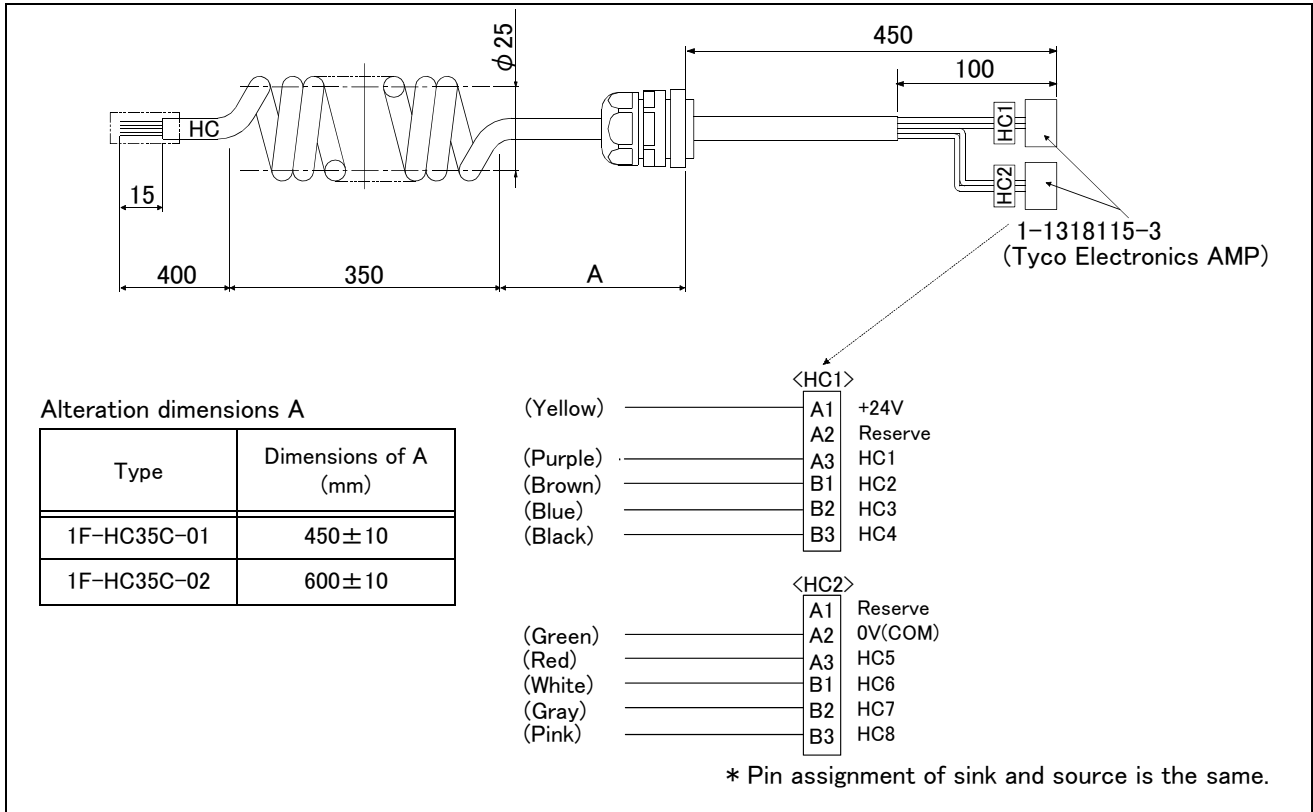 φ25
450
100
HC
HC1
HC2
15
1-1318115-3
(Tyco Electronics AMP)
400
350
A
Alteration dimensions A
Type
Dimensions of A
(mm)
1F-HC35C-01
450±10
1F-HC35C-02
600±10
<HC1>
(Yellow) A1 +24V
A2 Reserve
(Purple) A3 HC1
(Brown) B1 HC2
(Blue) B2 HC3
(Black) B3 HC4
<HC2>
A1 Reserve
(Green) A2 0V(COM)
(Red) A3 HC5
(White) B1 HC6
(Gray) B2 HC7
(Pink) B3 HC8
* Pin assignment of sink and source is the same.